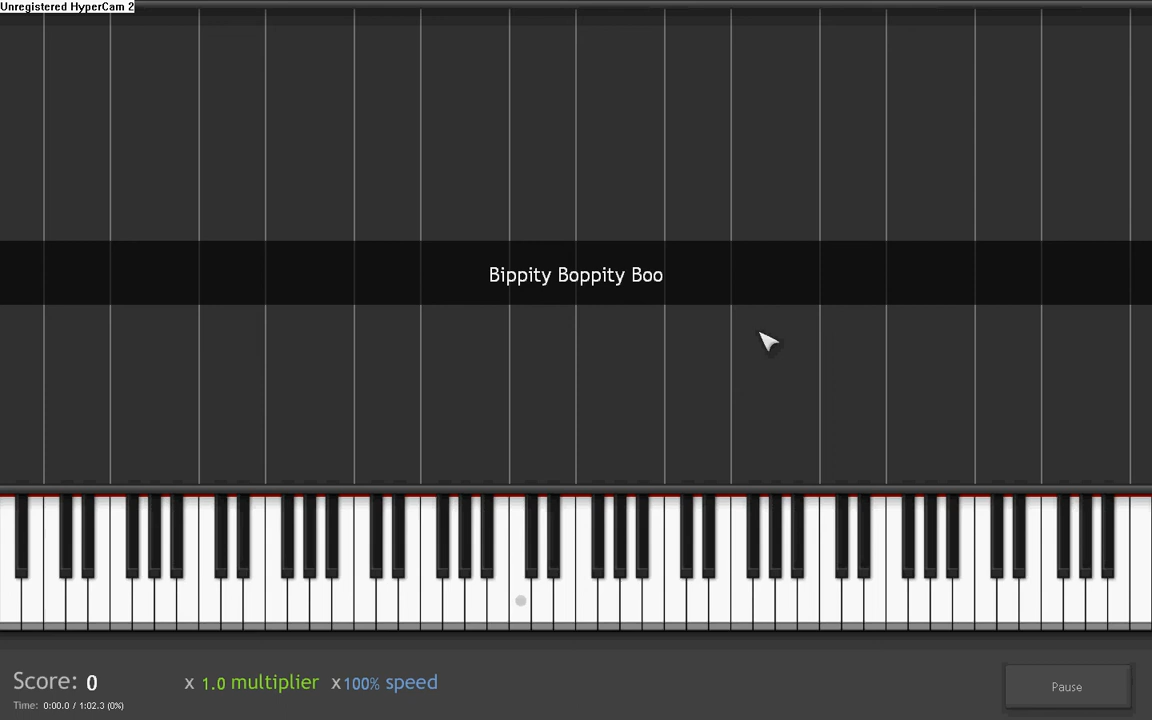 Unregistered HyperCam 2
Bippity Boppity Boo
Score: 0 x 1.0 multiplier x100% speed
Pause
Time: 0:00.0 / 1:02.3 (0%)